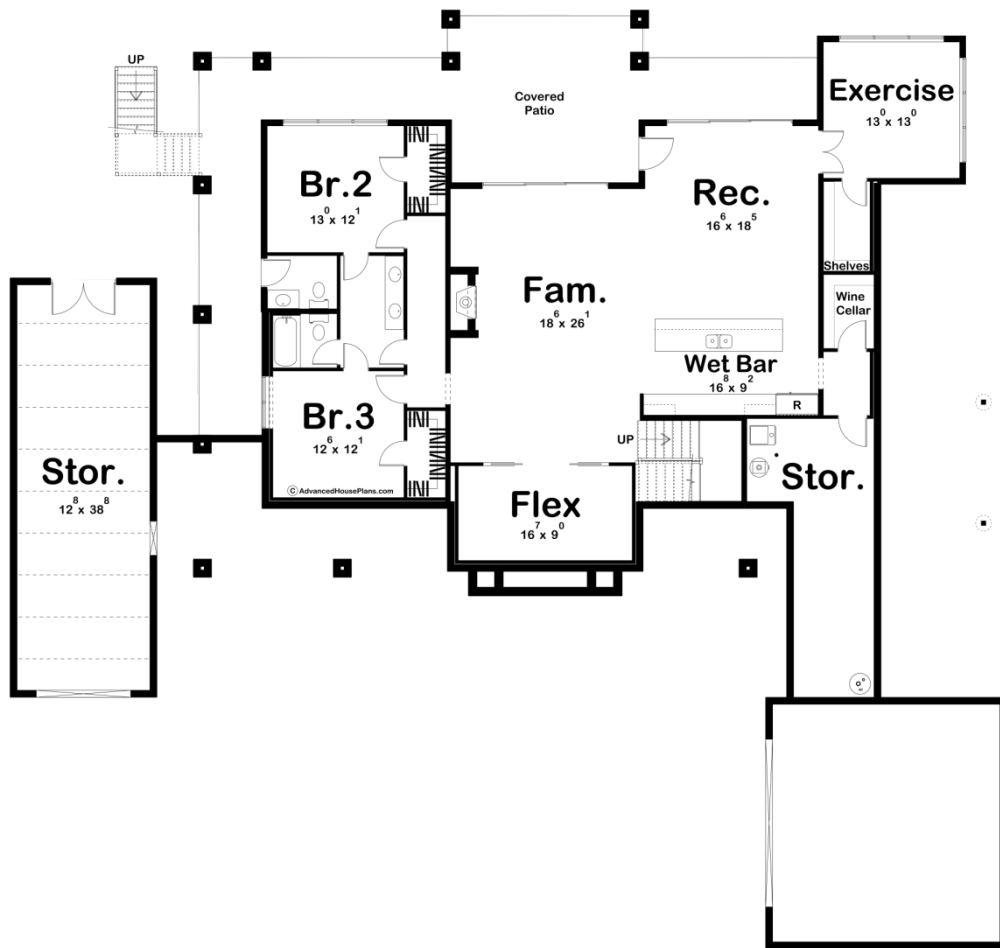 UP
Covered
Patio
Exercise
13⁰ x 13⁰
Br.2
13⁰ x 12¹
Rec.
16⁶ x 18⁵
Shelves
Fam.
18⁶ x 26¹
Wine
Cellar
Wet Bar
16⁸ x 9²
R
Br.3
12⁶ x 12¹
UP
Stor.
12⁸ x 38⁸
Stor.
Flex
16⁷ x 9⁰
© AdvancedHousePlans.com